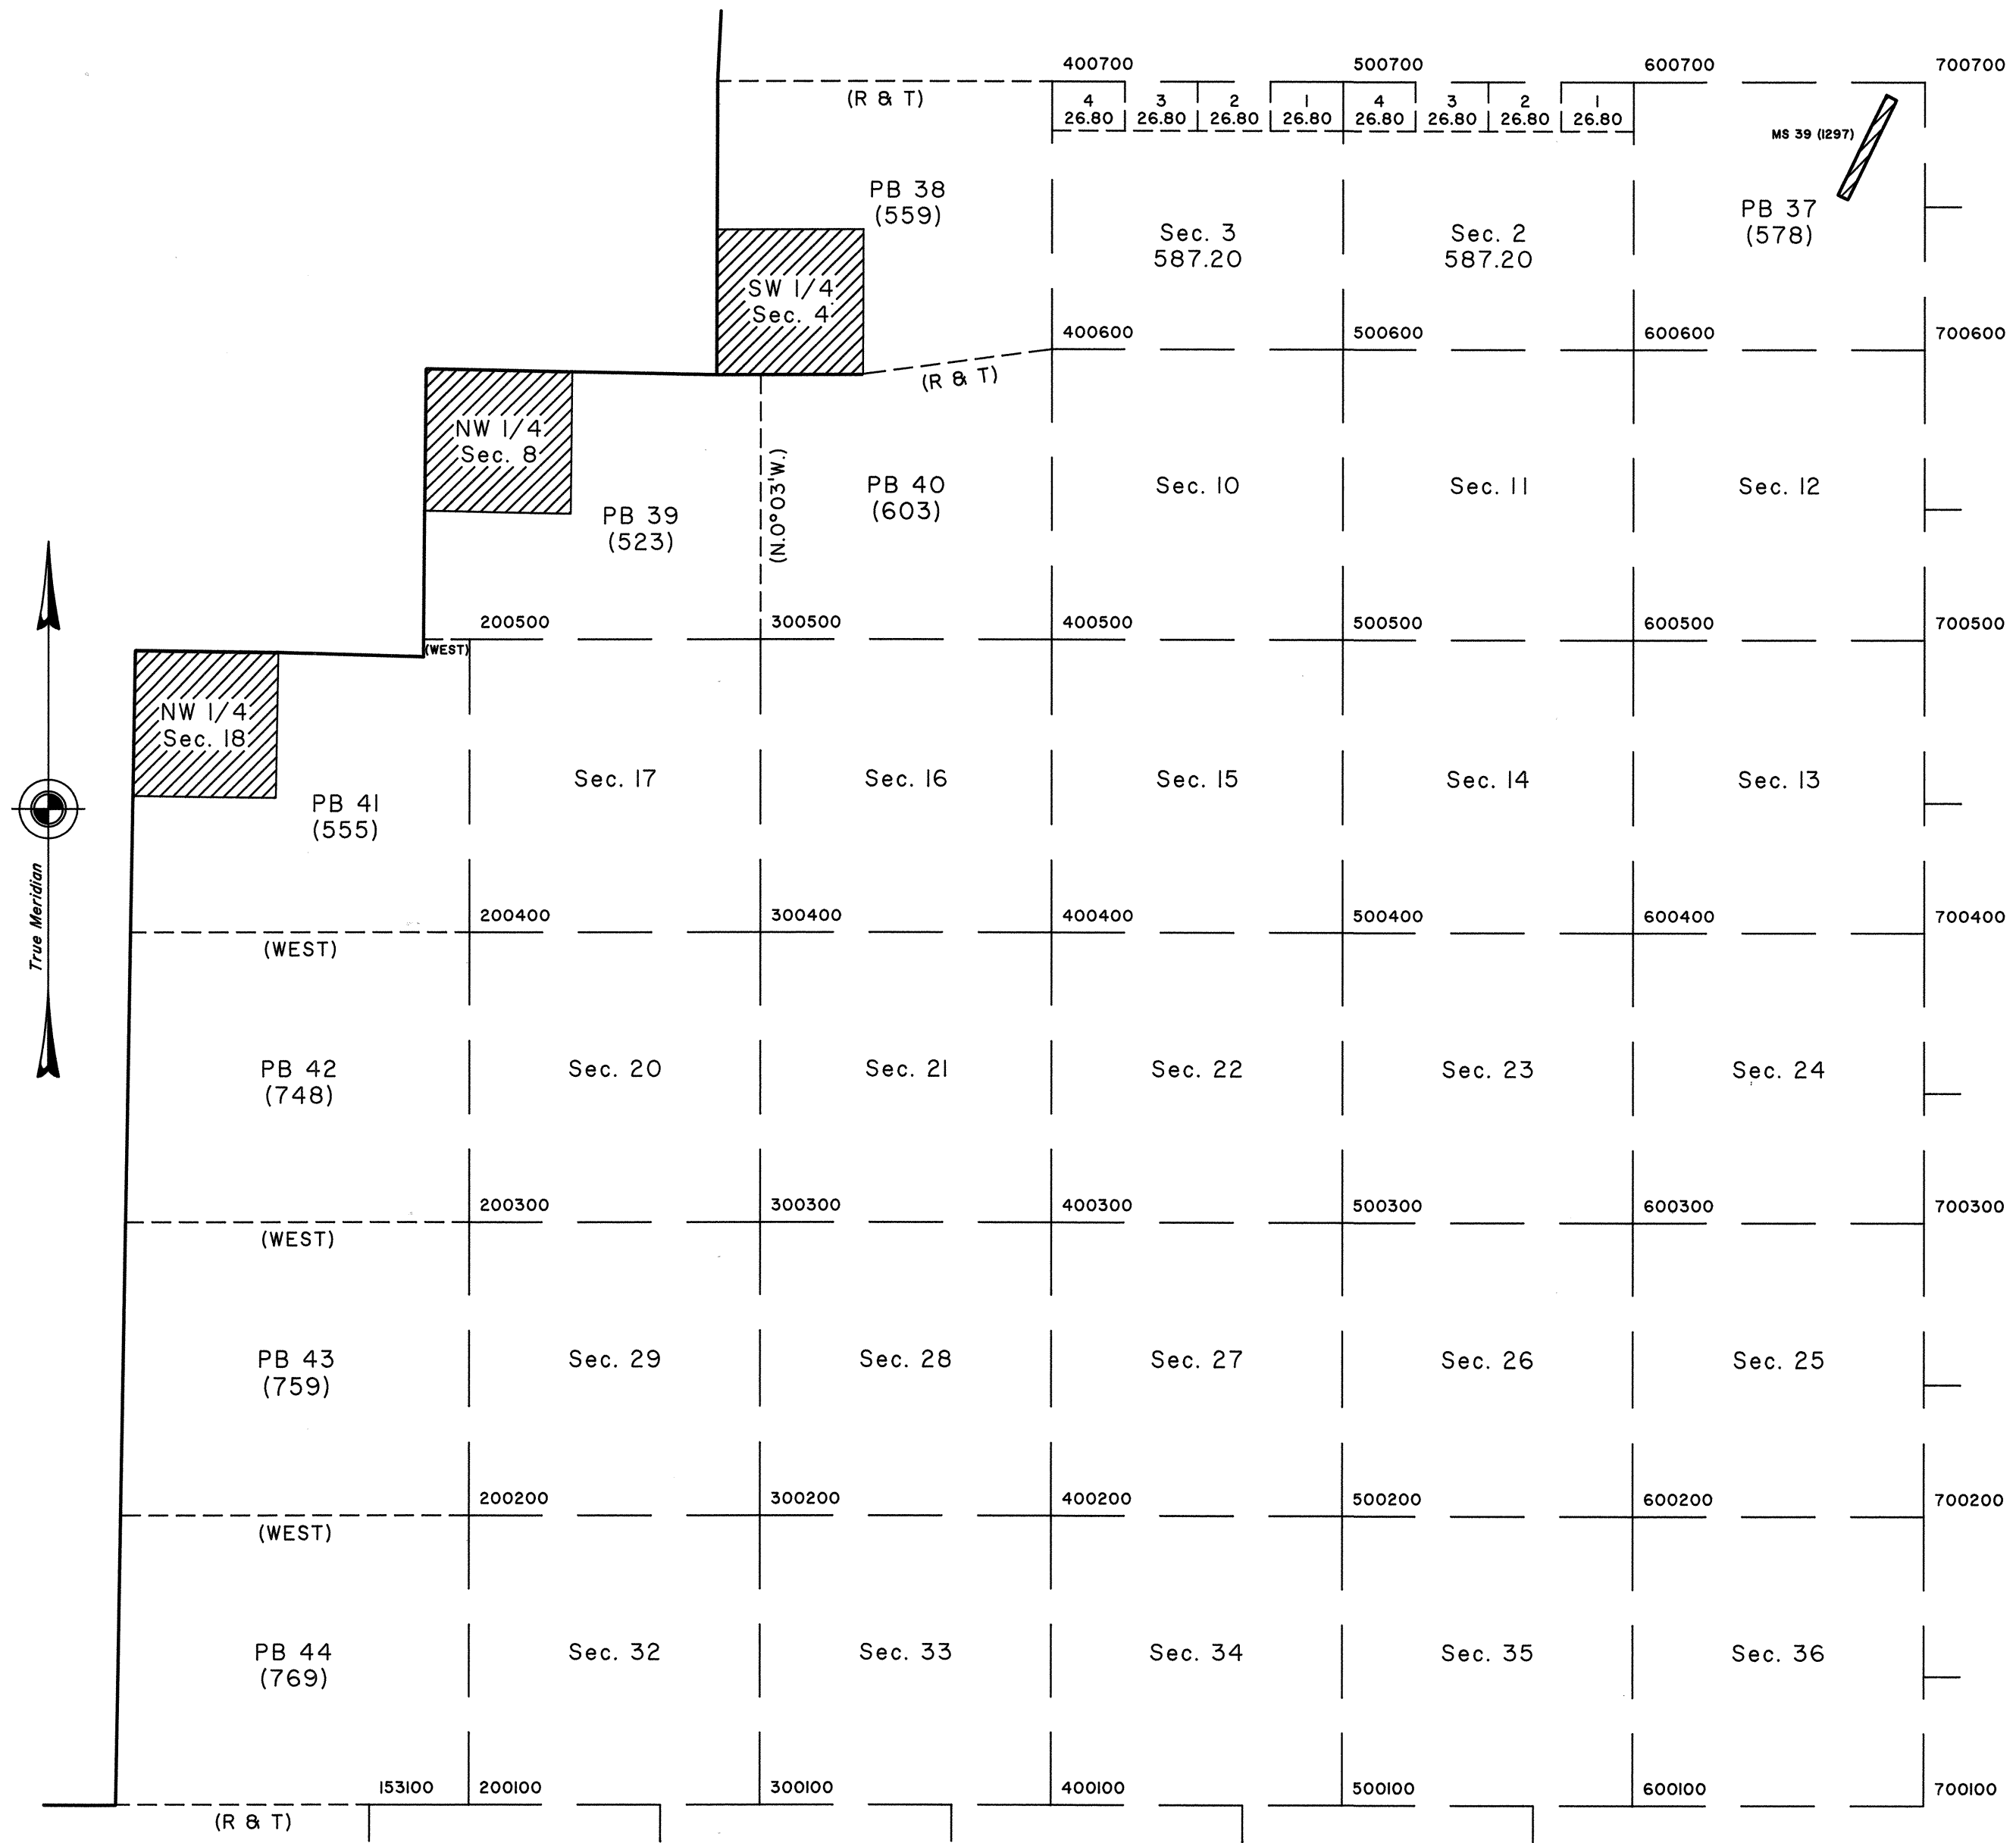 400700 500700 600700 700700
(R & T)
4 3 2 1 4 3 2 1
26.80 26.80 26.80 26.80 26.80 26.80 26.80 26.80
MS 39 (1297)
PB 38
(559)
Sec. 3
587.20
Sec. 2
587.20
PB 37
(578)
SW 1/4
Sec. 4
400600 500600 600600 700600
(R & T)
NW 1/4
Sec. 8
PB 39
(523)
(N.0°03'W.)
PB 40
(603)
Sec. 10 Sec. 11 Sec. 12
200500 300500 400500 500500 600500 700500
(WEST)
NW 1/4
Sec. 18
PB 41
(555)
Sec. 17 Sec. 16 Sec. 15 Sec. 14 Sec. 13
True Meridian
200400 300400 400400 500400 600400 700400
(WEST)
PB 42
(748)
Sec. 20 Sec. 21 Sec. 22 Sec. 23 Sec. 24
200300 300300 400300 500300 600300 700300
(WEST)
PB 43
(759)
Sec. 29 Sec. 28 Sec. 27 Sec. 26 Sec. 25
200200 300200 400200 500200 600200 700200
(WEST)
PB 44
(769)
Sec. 32 Sec. 33 Sec. 34 Sec. 35 Sec. 36
153100 200100 300100 400100 500100 600100 700100
(R & T)